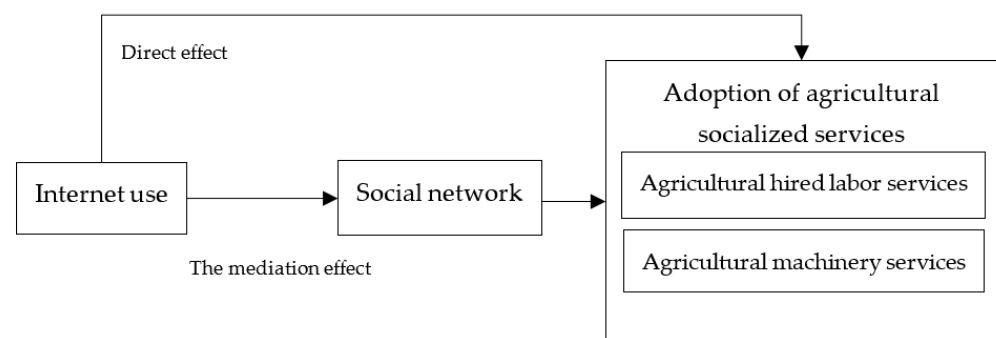 Direct effect
Adoption of agricultural
socialized services
Internet use
Social network
Agricultural hired labor services
Agricultural machinery services
The mediation effect